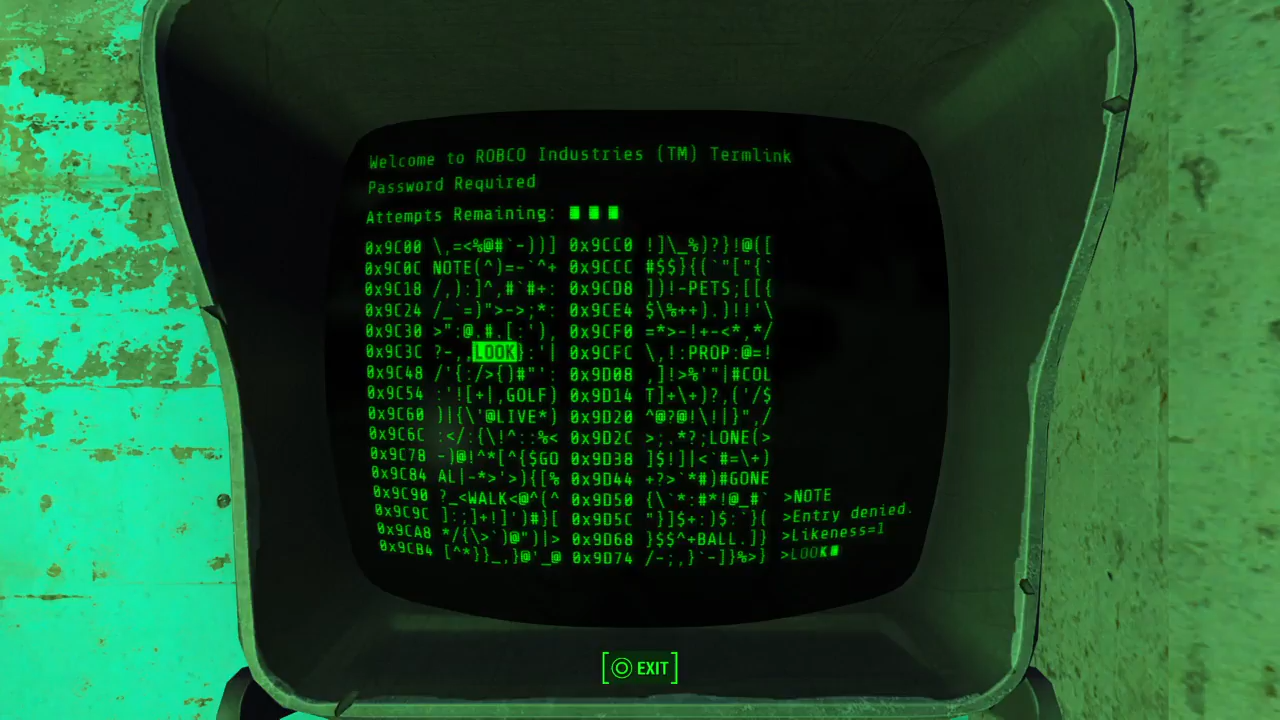 Welcome to ROBCO Industries (TM) Termlink
Password Required
Attempts Remaining: ■ ■ ■
0x9C00 \,=<%@#`-))] 0x9CC0 !]\_%)?}!@([
0x9C0C NOTE(^)=-`^+ 0x9CCC #$$}{(`"["{`
0x9C18 /,):]^,#`#+: 0x9CD8 ])!-PETS;[[{
0x9C24 /_`=)">->;*: 0x9CE4 $\%++).)!!'\
0x9C30 >":@,#.[:'), 0x9CF0 =*>-!+-<*,*/
0x9C3C ?-,,LOOK}:'| 0x9CFC \,!:PROP:@=!
0x9C48 /'{:/>{)#"': 0x9D08 ,]!>%'"|#COL
0x9C54 :'![+|,GOLF) 0x9D14 T]+\+)?,('/$
0x9C60 )|{\'@LIVE*) 0x9D20 ^@?@!\!|}",/
0x9C6C :</:{\!^::%< 0x9D2C >;.*?;LONE(>
0x9C78 -)@!^*[^{$GO 0x9D38 ]$!]|<`#=\+)
0x9C84 AL|-*>'>){[% 0x9D44 +?>`*#)#GONE
0x9C90 ?_<WALK<@^(^ 0x9D50 {\`*:#*!@_#` >NOTE
0x9C9C ]:;]+!]')#}[ 0x9D5C "}]$+:)$:`}( >Entry denied.
0x9CA8 */{\>`)@")|> 0x9D68 }$$^+BALL.]} >Likeness=1
0x9CB4 [^*}}_,}@'_@ 0x9D74 /-;,}`-]}%>} >LOOK■
[◎ EXIT]